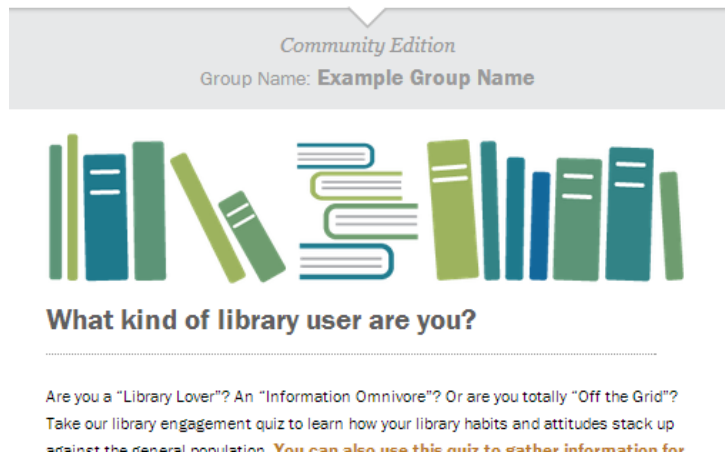 Community Edition
Group Name: Example Group Name
What kind of library user are you?
Are you a “Library Lover”? An “Information Omnivore”? Or are you totally “Off the Grid”?
Take our library engagement quiz to learn how your library habits and attitudes stack up
against the general population. You can also use this quiz to gather information for